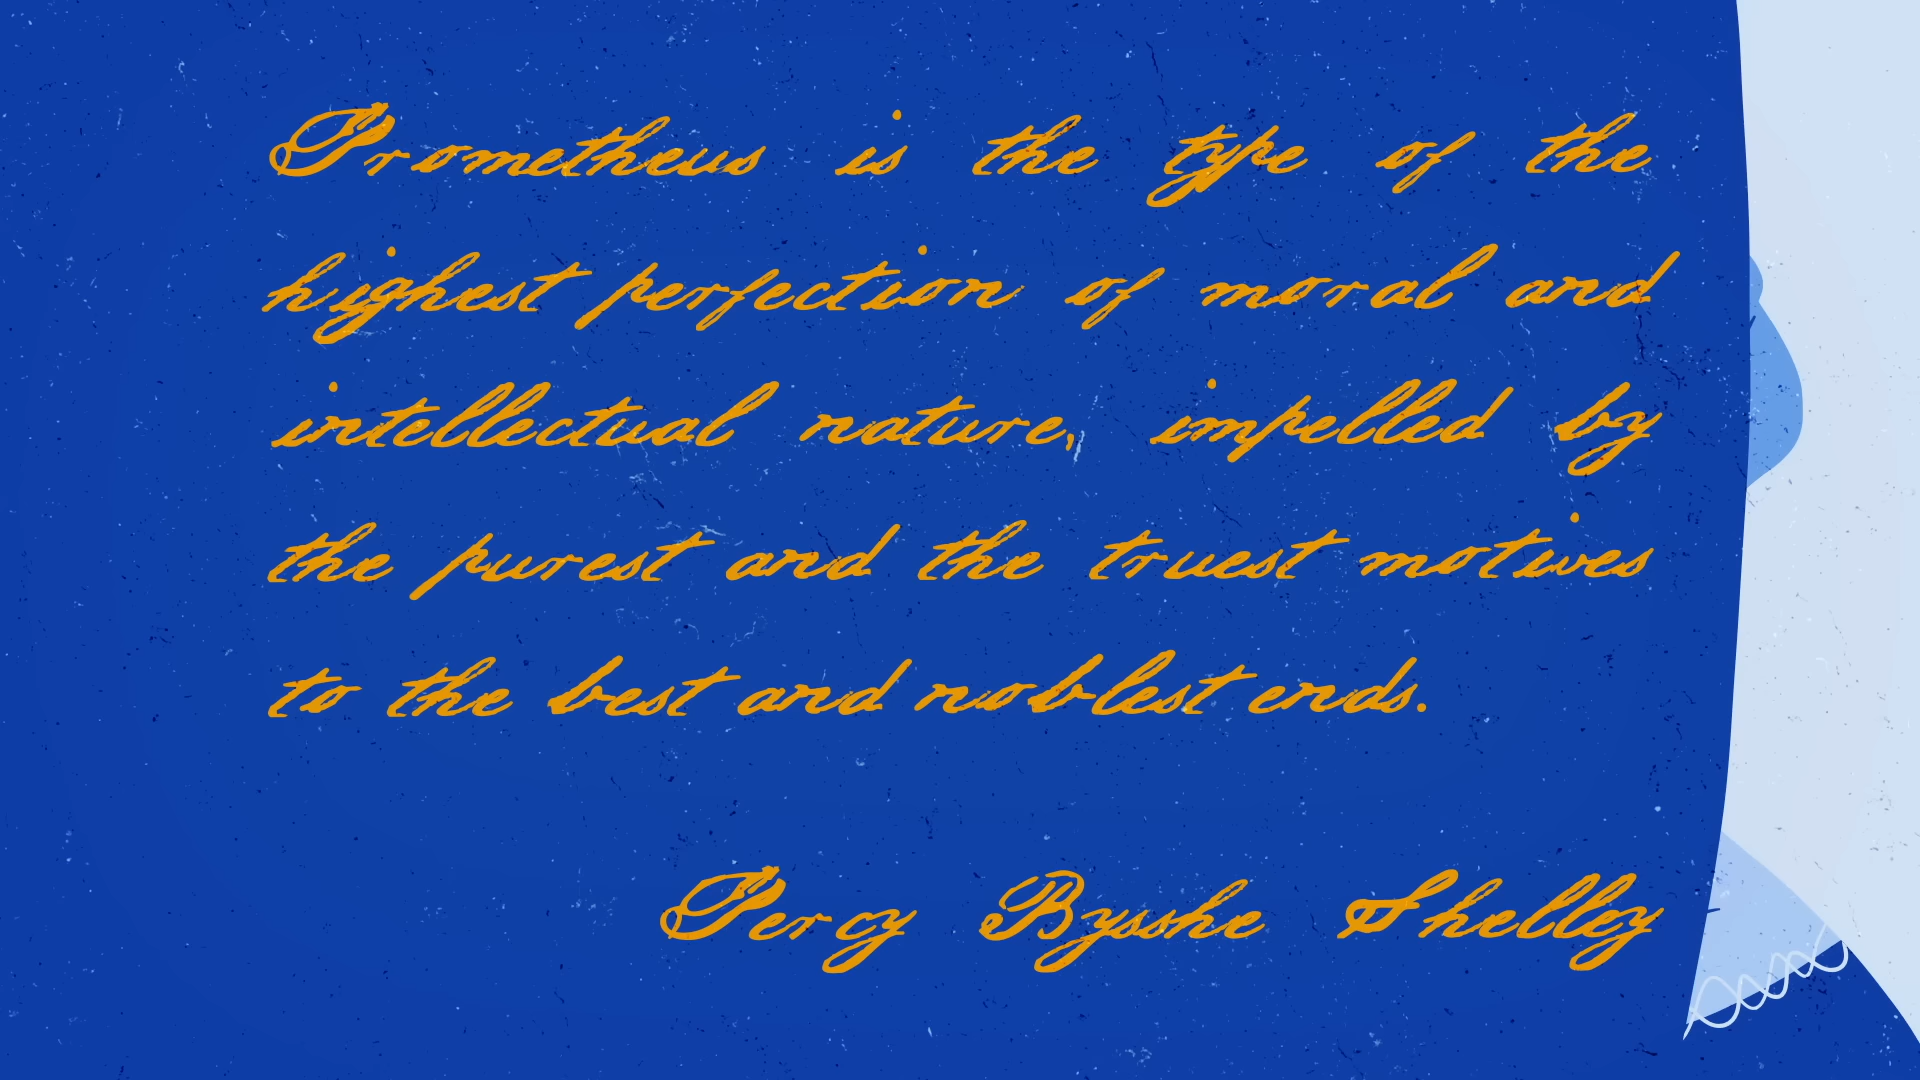 Prometheus is the type of the
highest perfection of moral and
intellectual nature, impelled by
the purest and the truest motives
to the best and noblest ends.
Percy Bysshe Shelley